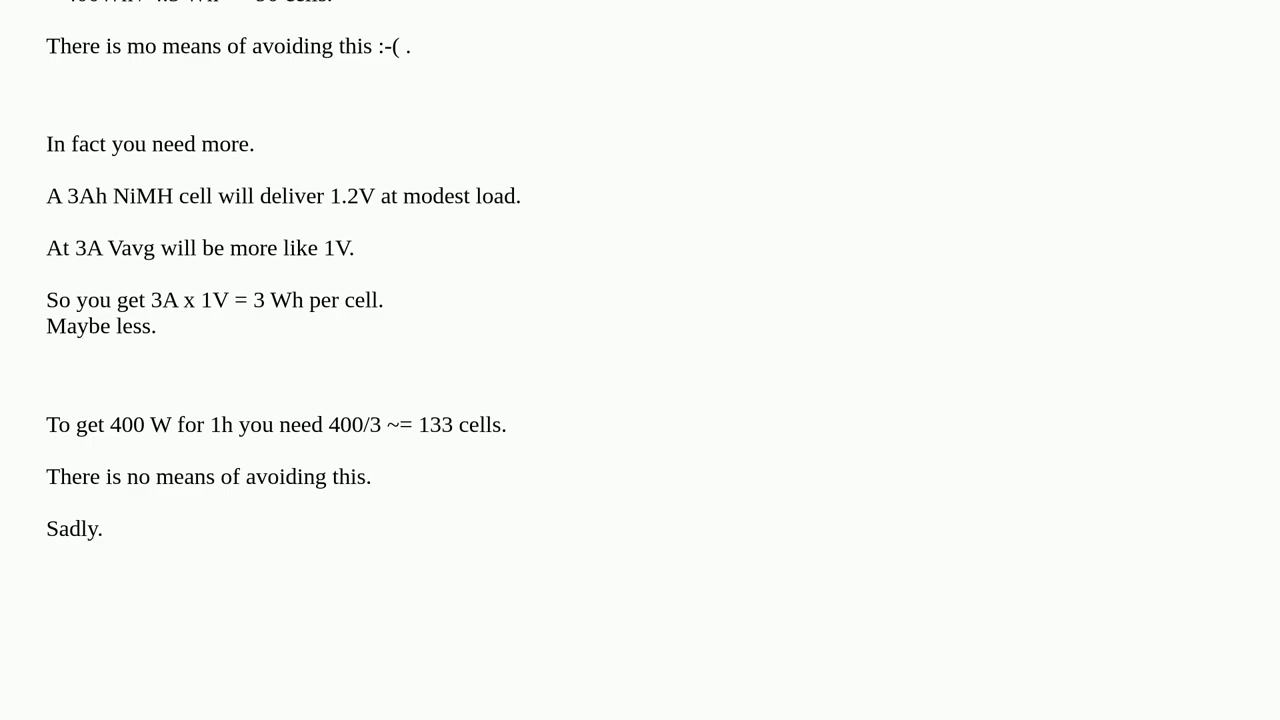 There is mo means of avoiding this :-( .
In fact you need more.
A 3Ah NiMH cell will deliver 1.2V at modest load.
At 3A Vavg will be more like 1V.
So you get 3A x 1V = 3 Wh per cell.
Maybe less.
To get 400 W for 1h you need 400/3 ~= 133 cells.
There is no means of avoiding this.
Sadly.